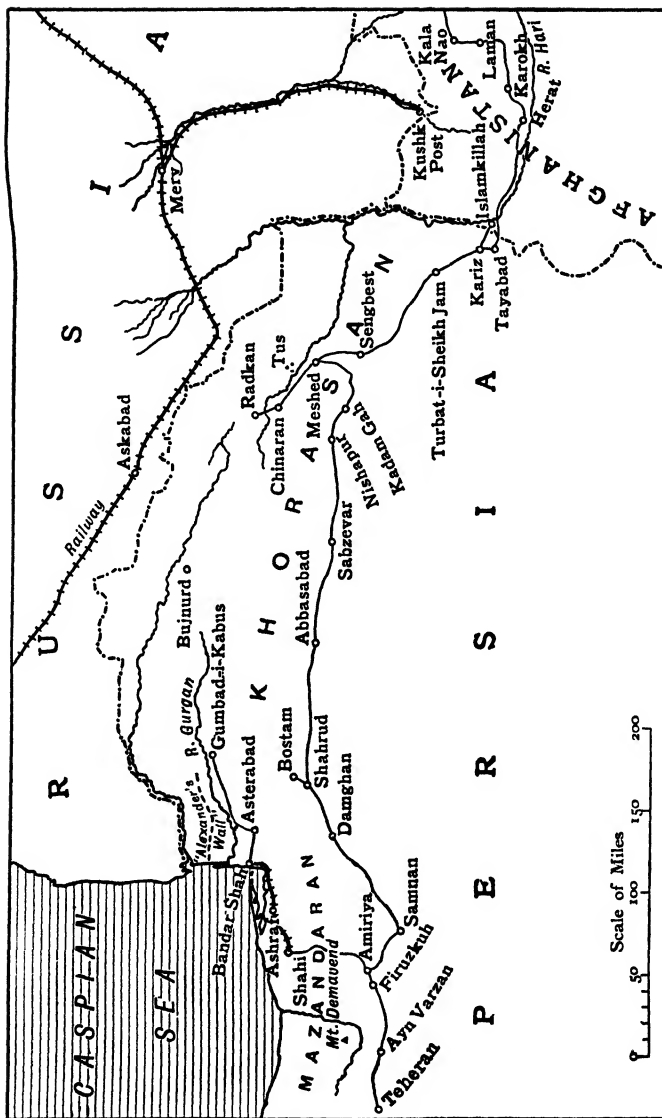 RUSSIA
CASPIAN
SEA
PERSIA
KHORASAN
MAZANDARAN
AFGHANISTAN
Railway
Askabad
Merv
Kushk
Post
Kala
Nao
Laman
Karokh
Herat
R. Hari
Islamkillah
Kariz
Tayabad
Turbat-i-Sheikh Jam
Sengbest
Meshed
Tus
Radkan
Chinaran
Kadam Gah
Nishapur
Sabzevar
Abbasabad
Bujnurd
Gumbad-i-Kabus
R. Gurgan
"Alexander's
Wall"
Asterabad
Bandar Shah
Ashraf
Shahi
Mt. Demavend
Bostam
Shahrud
Damghan
Samnan
Amiriya
Firuzkuh
Ayn Varzan
Teheran
Scale of Miles
0 50 100 150 200